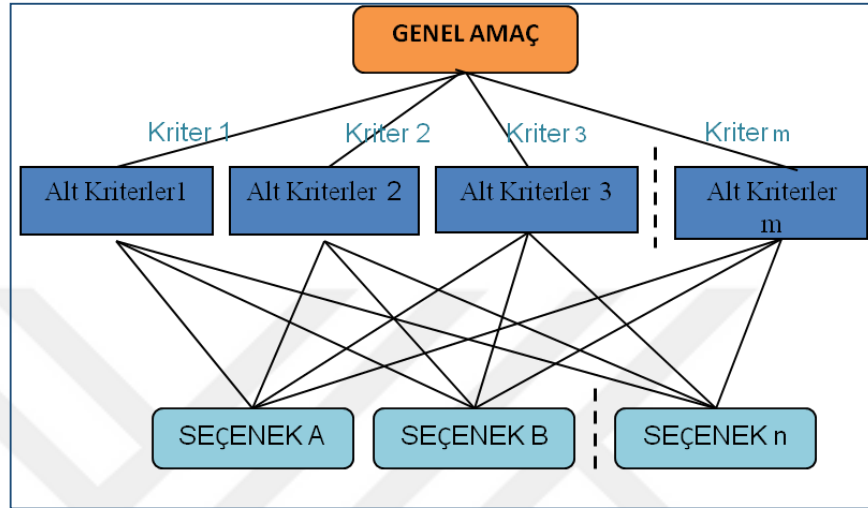 GENEL AMAÇ
Kriter 1
Kriter 2
Kriter 3
Kriter m
Alt Kriterler1
Alt Kriterler 2
Alt Kriterler 3
Alt Kriterler
m
SEÇENEK A
SEÇENEK B
SEÇENEK n